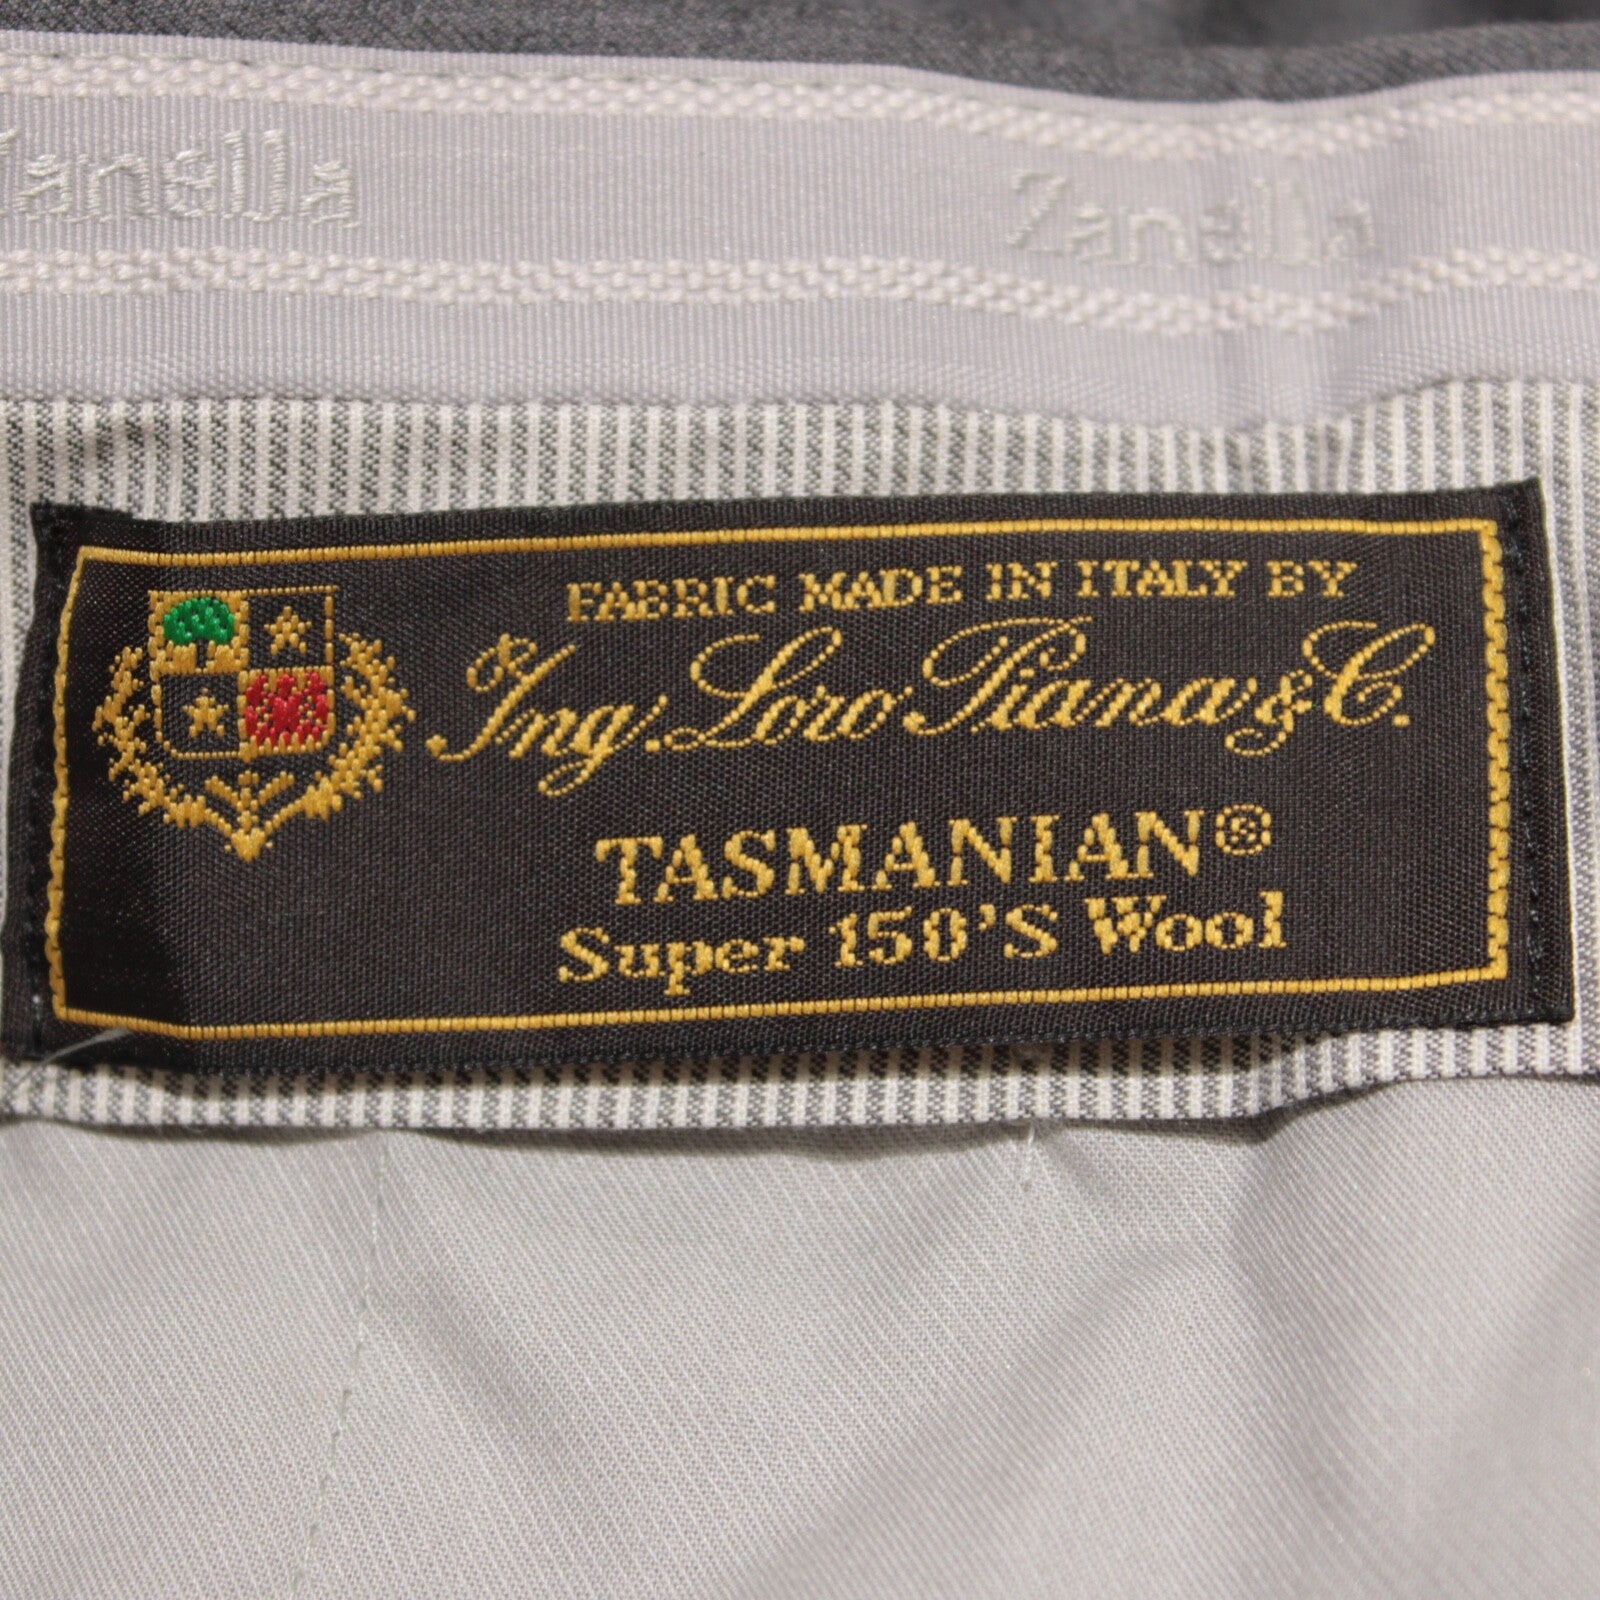 Zanella Zanella
FABRIC MADE IN ITALY BY
Ing. Loro Piana & C.
TASMANIAN®
Super 150'S Wool